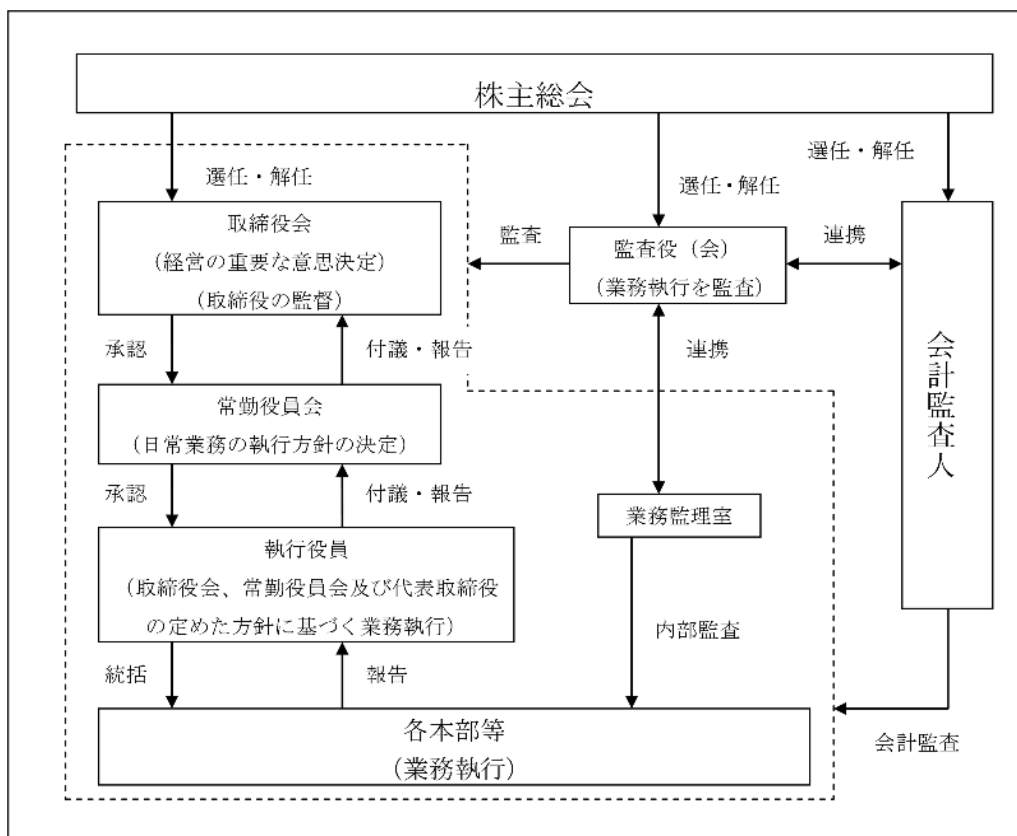 株主総会
選任・解任
選任・解任
選任・解任
取締役会
（経営の重要な意思決定）
（取締役の監督）
監査
監査役（会）
（業務執行を監査）
連携
会計監査人
承認
付議・報告
連携
常勤役員会
（日常業務の執行方針の決定）
承認
付議・報告
業務監理室
執行役員
（取締役会、常勤役員会及び代表取締役
の定めた方針に基づく業務執行）
内部監査
統括
報告
各本部等
（業務執行）
会計監査